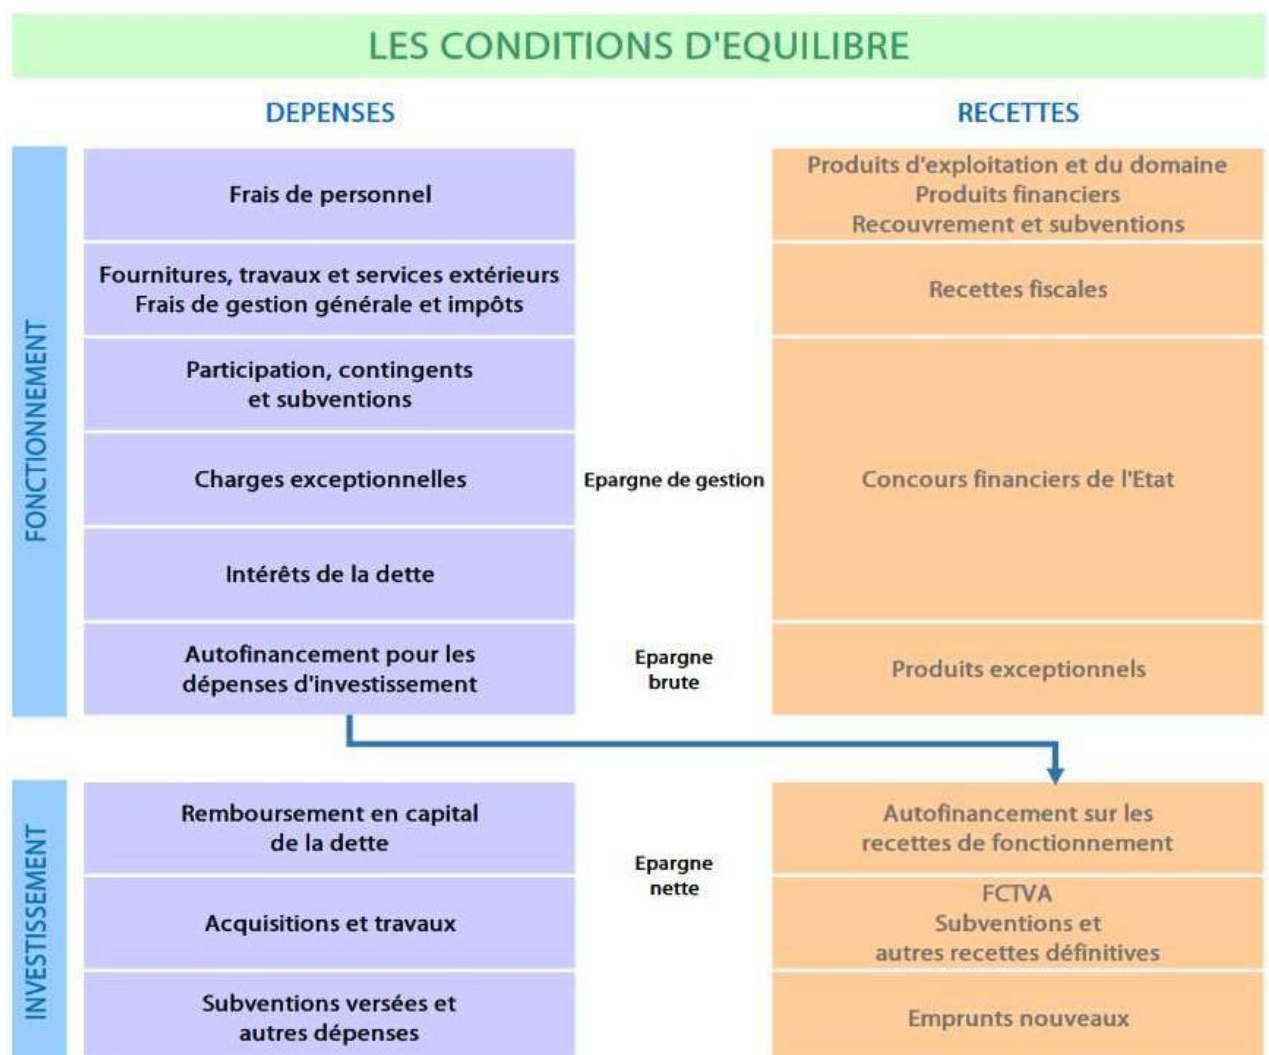 LES CONDITIONS D'EQUILIBRE
DEPENSES
RECETTES
FONCTIONNEMENT
Frais de personnel
Produits d'exploitation et du domaine
Produits financiers
Recouvrement et subventions
Fournitures, travaux et services extérieurs
Frais de gestion générale et impôts
Recettes fiscales
Participation, contingents
et subventions
Charges exceptionnelles
Epargne de gestion
Concours financiers de l'Etat
Intérêts de la dette
Autofinancement pour les
dépenses d'investissement
Epargne
brute
Produits exceptionnels
INVESTISSEMENT
Remboursement en capital
de la dette
Epargne
nette
Autofinancement sur les
recettes de fonctionnement
Acquisitions et travaux
FCTVA
Subventions et
autres recettes définitives
Subventions versées et
autres dépenses
Emprunts nouveaux